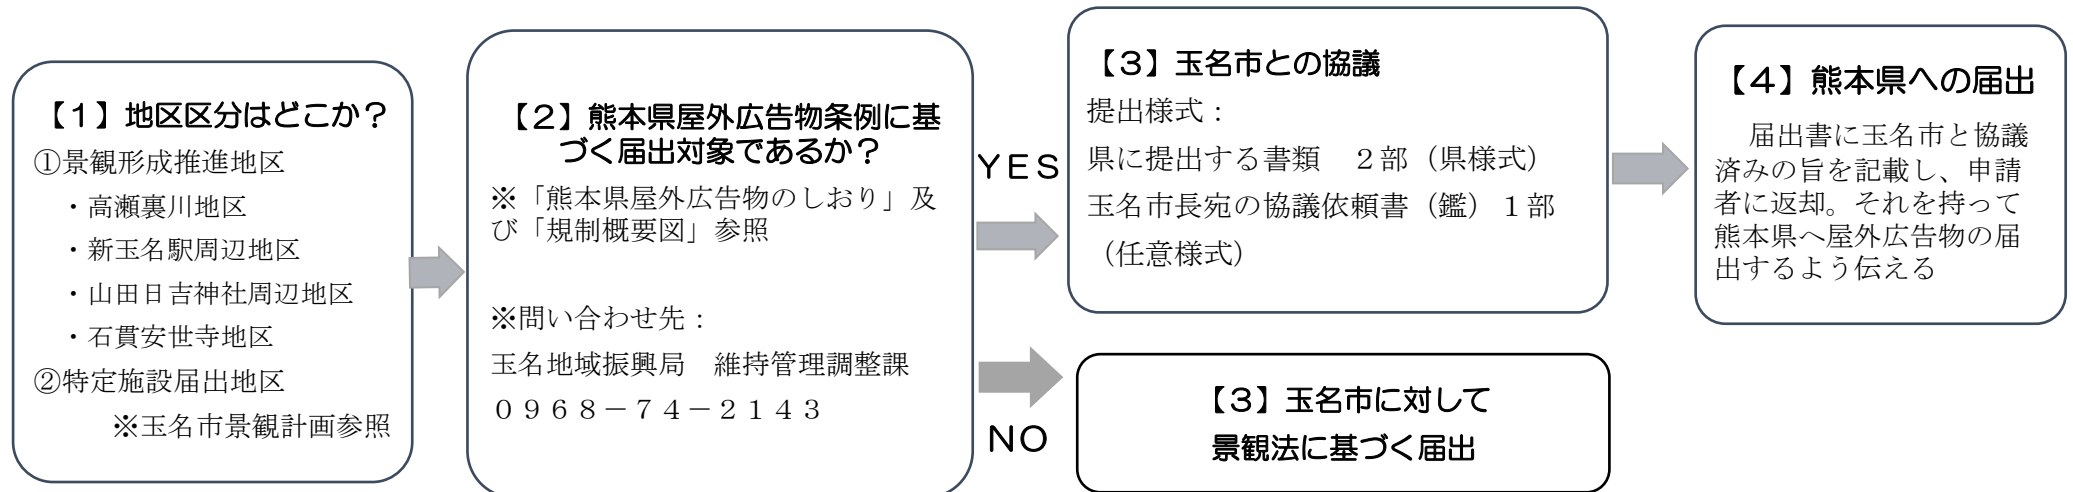 【1】地区区分はどこか？
①景観形成推進地区
・高瀬裏川地区
・新玉名駅周辺地区
・山田日吉神社周辺地区
・石貫安世寺地区
②特定施設届出地区
※玉名市景観計画参照
【2】熊本県屋外広告物条例に基
づく届出対象であるか？
※「熊本県屋外広告物のしおり」及
び「規制概要図」参照
※問い合わせ先：
玉名地域振興局　維持管理調整課
０９６８－７４－２１４３
ＹＥＳ
【3】玉名市との協議
提出様式：
県に提出する書類　２部（県様式）
玉名市長宛の協議依頼書（鑑）１部
（任意様式）
【4】熊本県への届出
届出書に玉名市と協議
済みの旨を記載し、申請
者に返却。それを持って
熊本県へ屋外広告物の届
出するよう伝える
ＮＯ
【3】玉名市に対して
景観法に基づく届出